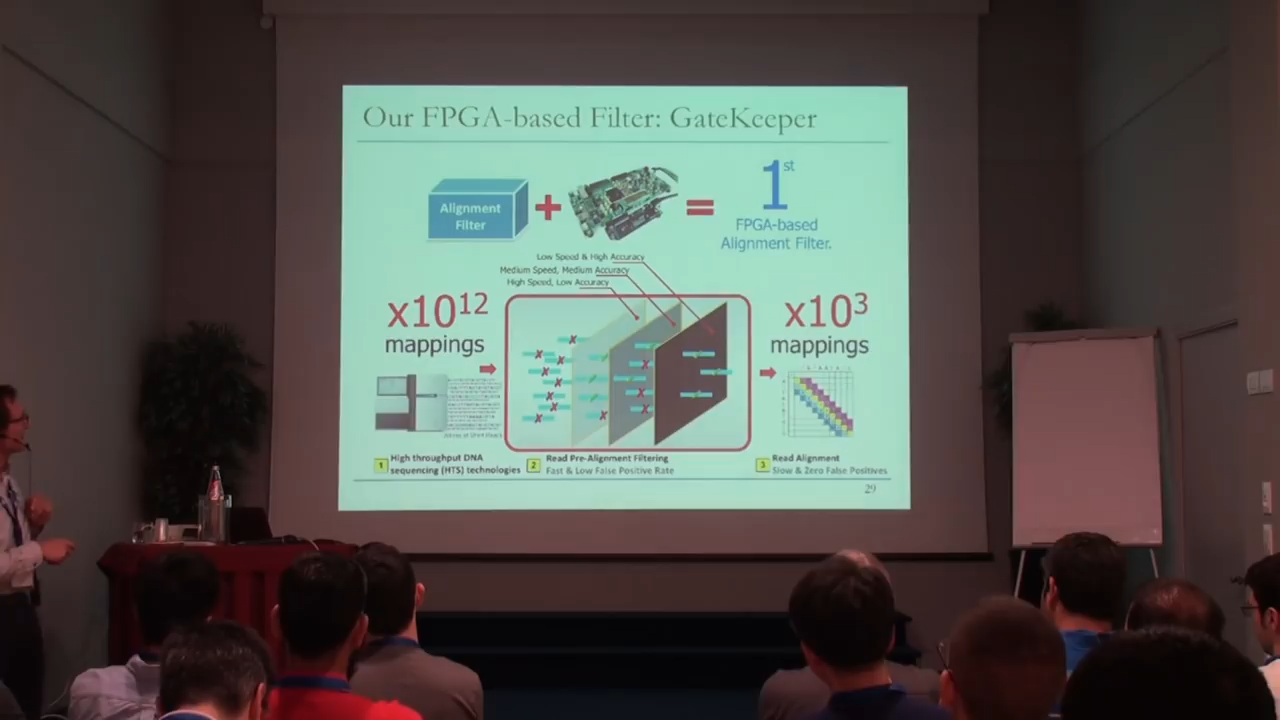 Our FPGA-based Filter: GateKeeper
Alignment
Filter
1st
FPGA-based
Alignment Filter.
Low Speed & High Accuracy
Medium Speed, Medium Accuracy
High Speed, Low Accuracy
x10¹²
mappings
x10³
mappings
1
High throughput DNA
sequencing (HTS) technologies
2
Read Pre-Alignment Filtering
Fast & Low False Positive Rate
3
Read Alignment
Slow & Zero False Positives
29